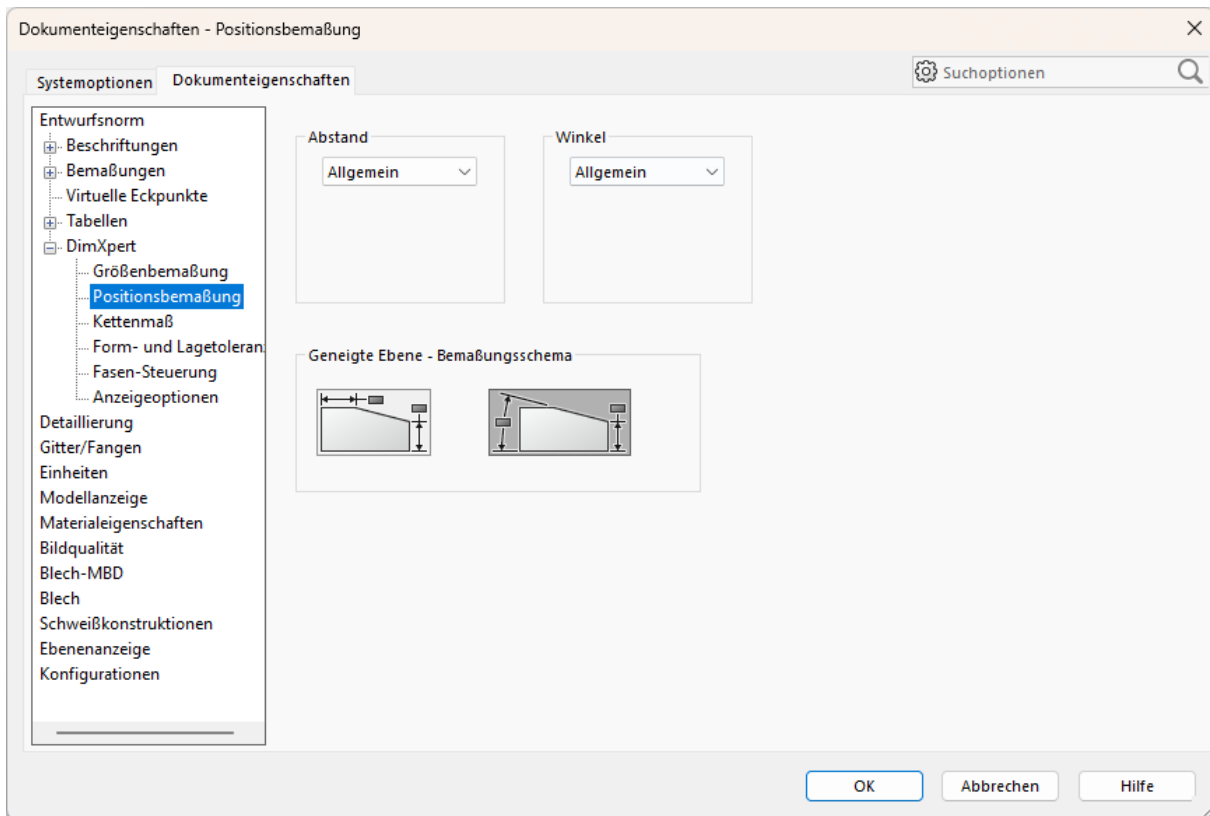 Dokumenteigenschaften - Positionsbemaßung
Systemoptionen
Dokumenteigenschaften
Suchoptionen
Entwurfsnorm
Beschriftungen
Bemaßungen
Virtuelle Eckpunkte
Tabellen
DimXpert
Größenbemaßung
Positionsbemaßung
Kettenmaß
Form- und Lagetoleran
Fasen-Steuerung
Anzeigeoptionen
Detaillierung
Gitter/Fangen
Einheiten
Modellanzeige
Materialeigenschaften
Bildqualität
Blech-MBD
Blech
Schweißkonstruktionen
Ebenenanzeige
Konfigurationen
Abstand
Allgemein
Winkel
Allgemein
Geneigte Ebene - Bemaßungsschema
OK
Abbrechen
Hilfe